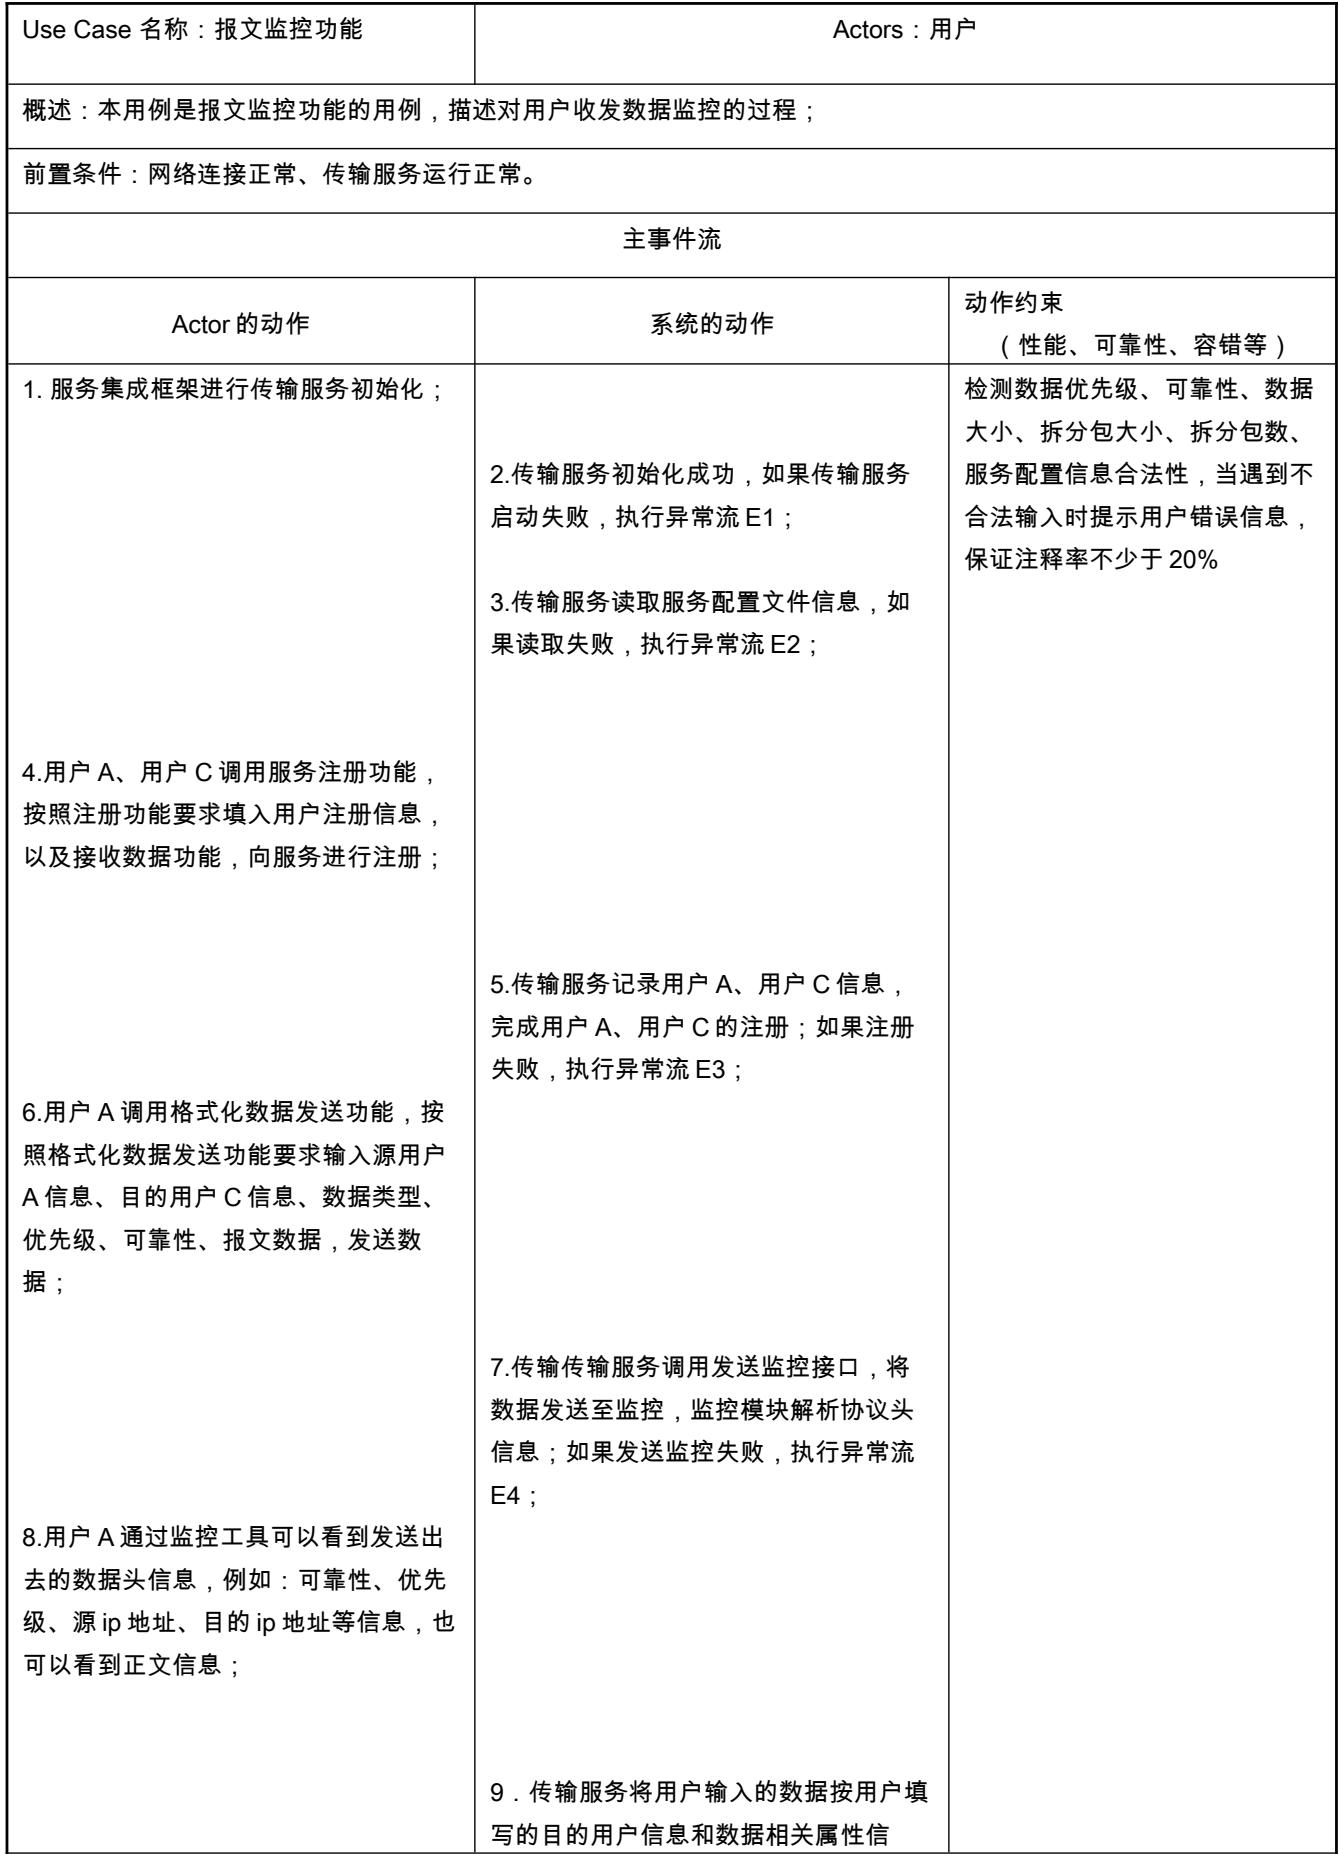 Use Case 名称：报文监控功能
Actors：用户
概述：本用例是报文监控功能的用例，描述对用户收发数据监控的过程；
前置条件：网络连接正常、传输服务运行正常。
主事件流
Actor 的动作
系统的动作
动作约束
（性能、可靠性、容错等）
1. 服务集成框架进行传输服务初始化；
检测数据优先级、可靠性、数据
大小、拆分包大小、拆分包数、
服务配置信息合法性，当遇到不
合法输入时提示用户错误信息，
保证注释率不少于 20%
2.传输服务初始化成功，如果传输服务
启动失败，执行异常流 E1；
3.传输服务读取服务配置文件信息，如
果读取失败，执行异常流 E2；
4.用户 A、用户 C 调用服务注册功能，
按照注册功能要求填入用户注册信息，
以及接收数据功能，向服务进行注册；
5.传输服务记录用户 A、用户 C 信息，
完成用户 A、用户 C 的注册；如果注册
失败，执行异常流 E3；
6.用户 A 调用格式化数据发送功能，按
照格式化数据发送功能要求输入源用户
A 信息、目的用户 C 信息、数据类型、
优先级、可靠性、报文数据，发送数
据；
7.传输传输服务调用发送监控接口，将
数据发送至监控，监控模块解析协议头
信息；如果发送监控失败，执行异常流
E4；
8.用户 A 通过监控工具可以看到发送出
去的数据头信息，例如：可靠性、优先
级、源 ip 地址、目的 ip 地址等信息，也
可以看到正文信息；
9．传输服务将用户输入的数据按用户填
写的目的用户信息和数据相关属性信